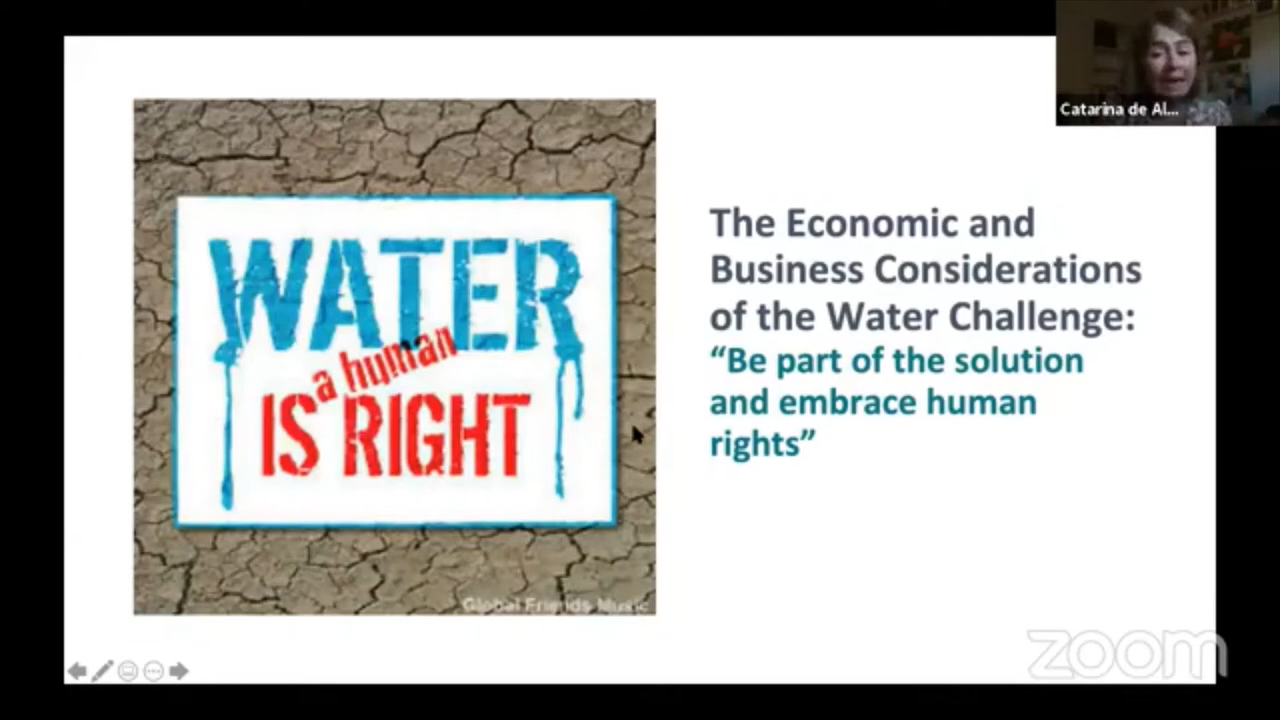 Catarina de Al...
WATER
a human
IS RIGHT
Global Friends Music
The Economic and
Business Considerations
of the Water Challenge:
“Be part of the solution
and embrace human
rights”
zoom